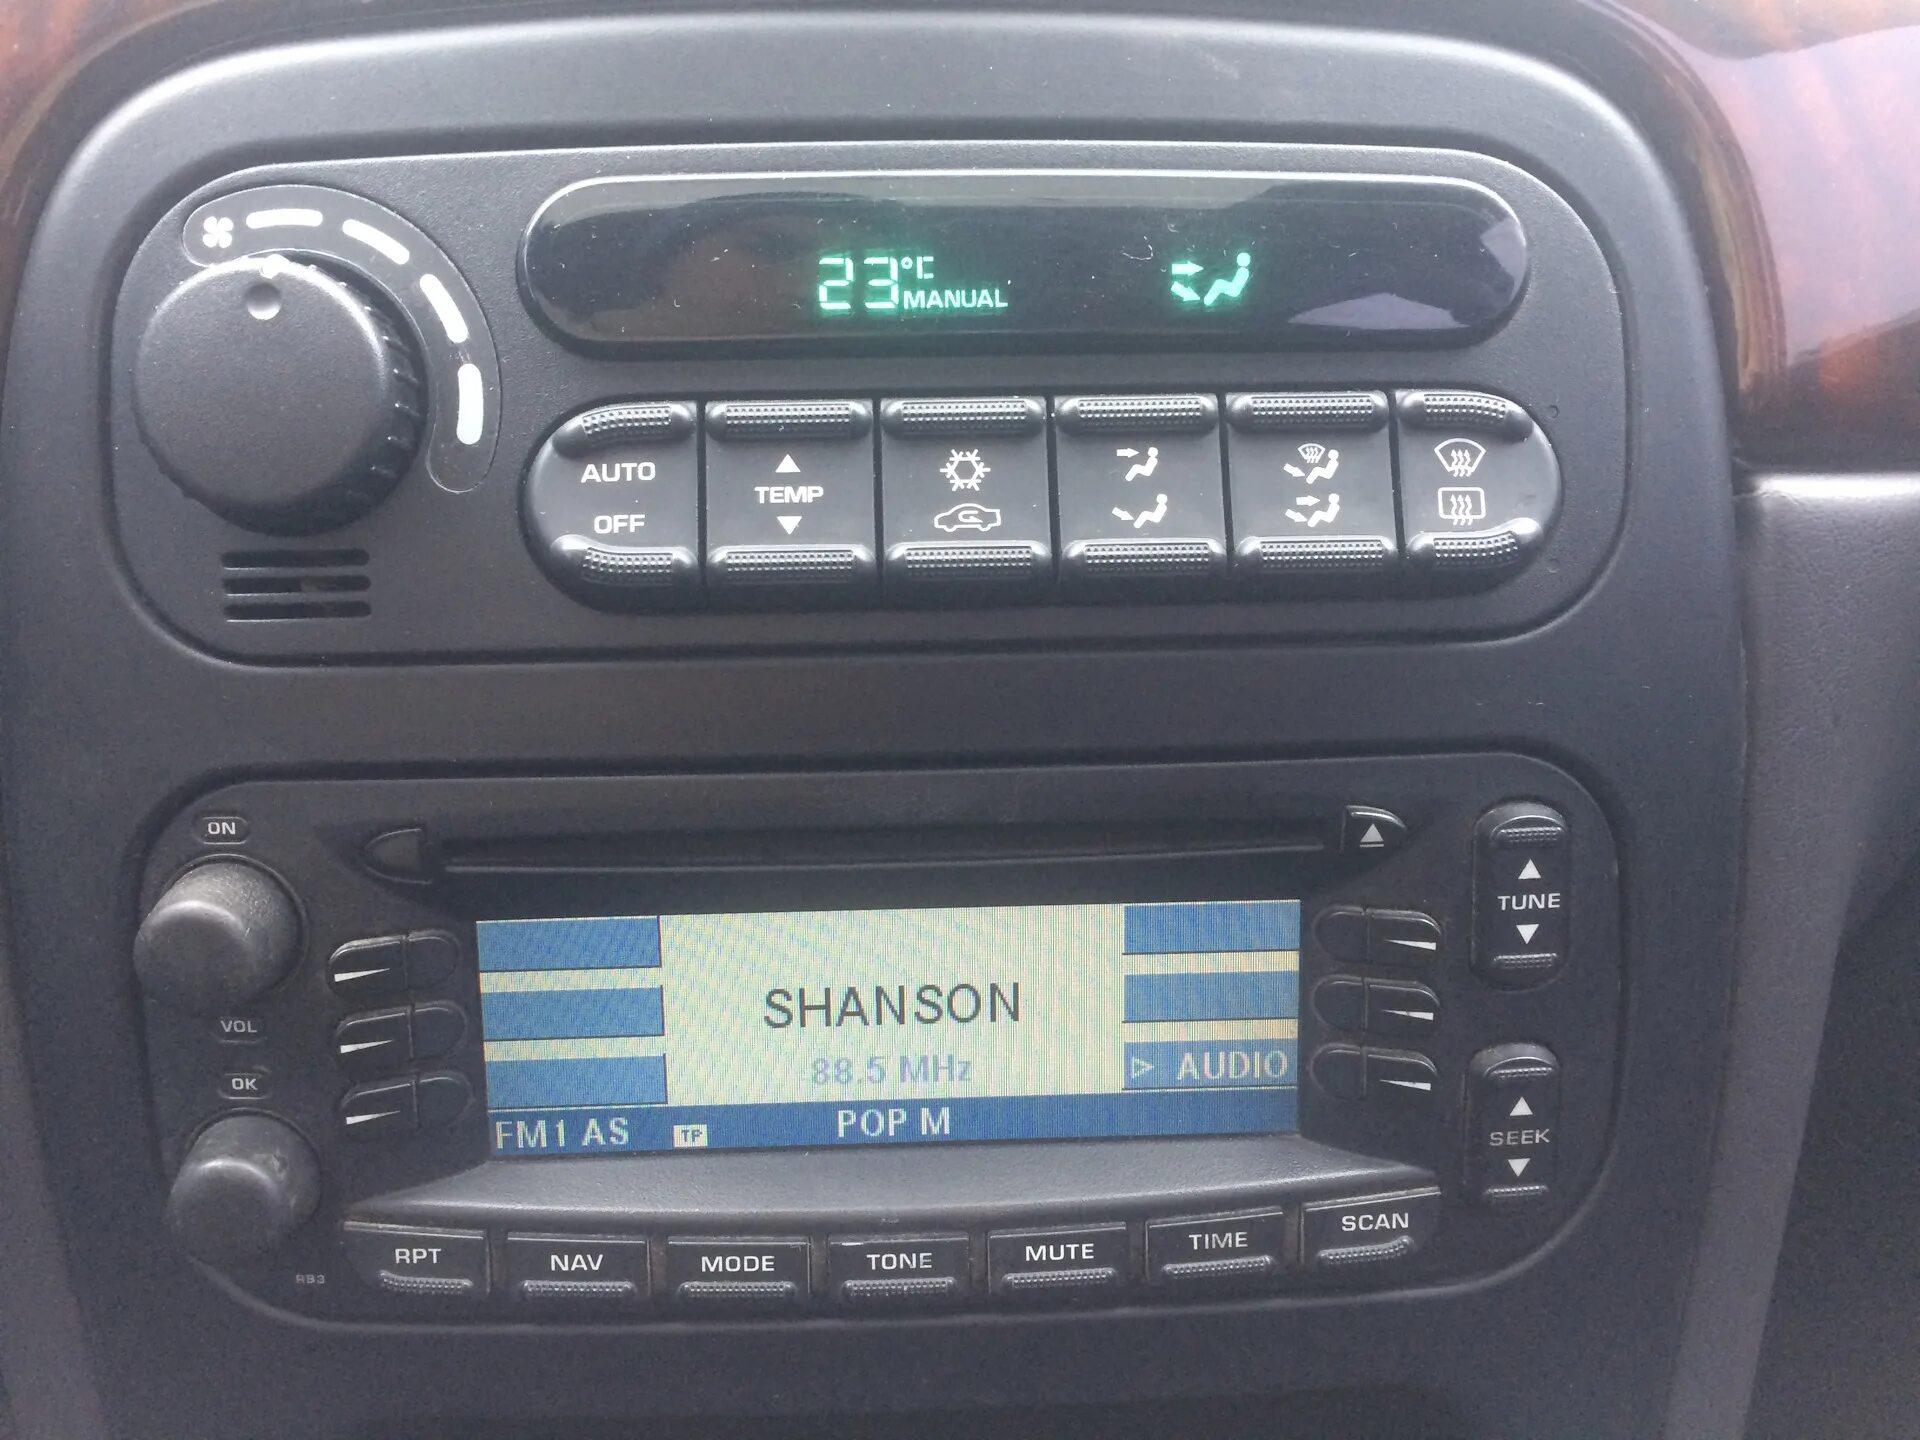 23°C
MANUAL
AUTO
OFF
TEMP
ON
VOL
OK
SHANSON
88.5 MHz
AUDIO
FM1 AS
TP
POP M
TUNE
SEEK
RPT
NAV
MODE
TONE
MUTE
TIME
SCAN
RB3